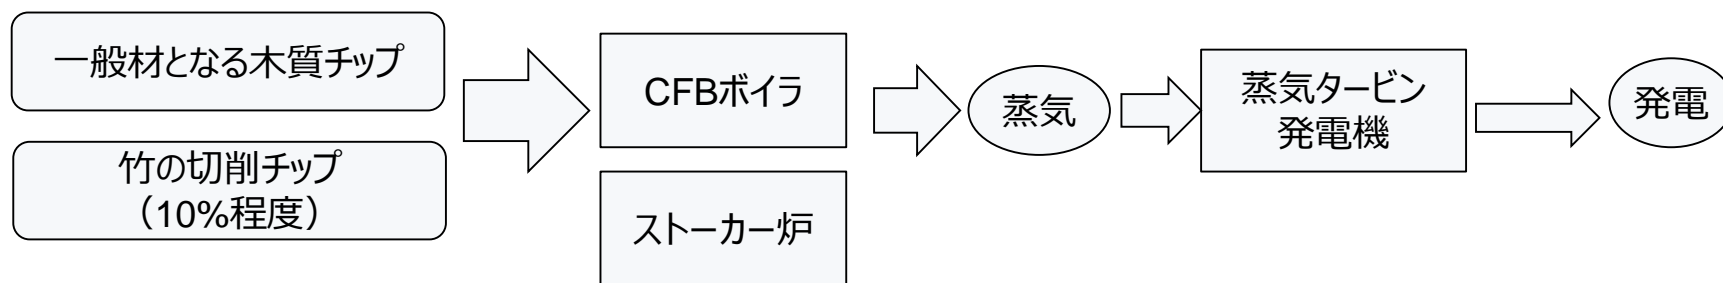 一般材となる木質チップ
竹の切削チップ
（10%程度）
CFBボイラ
ストーカー炉
蒸気
蒸気タービン
発電機
発電